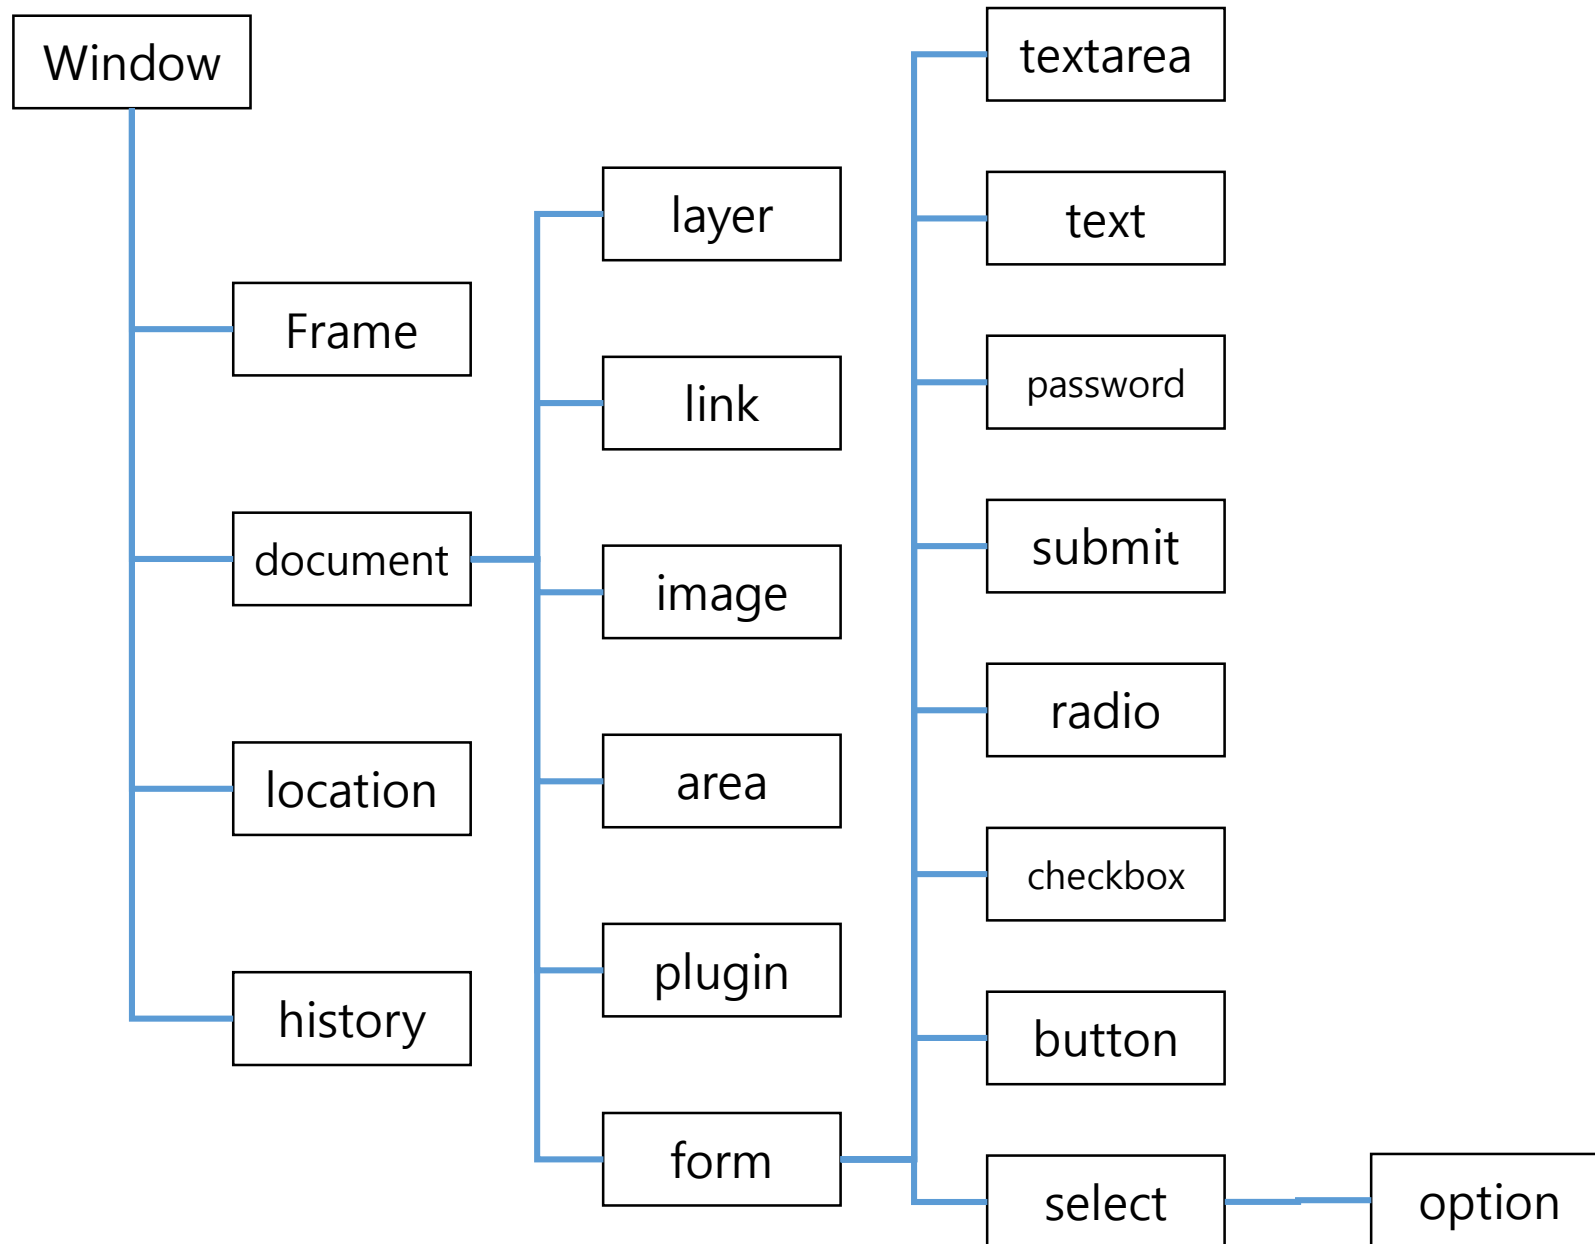 Window
Frame
document
location
history
layer
link
image
area
plugin
form
textarea
text
password
submit
radio
checkbox
button
select
option